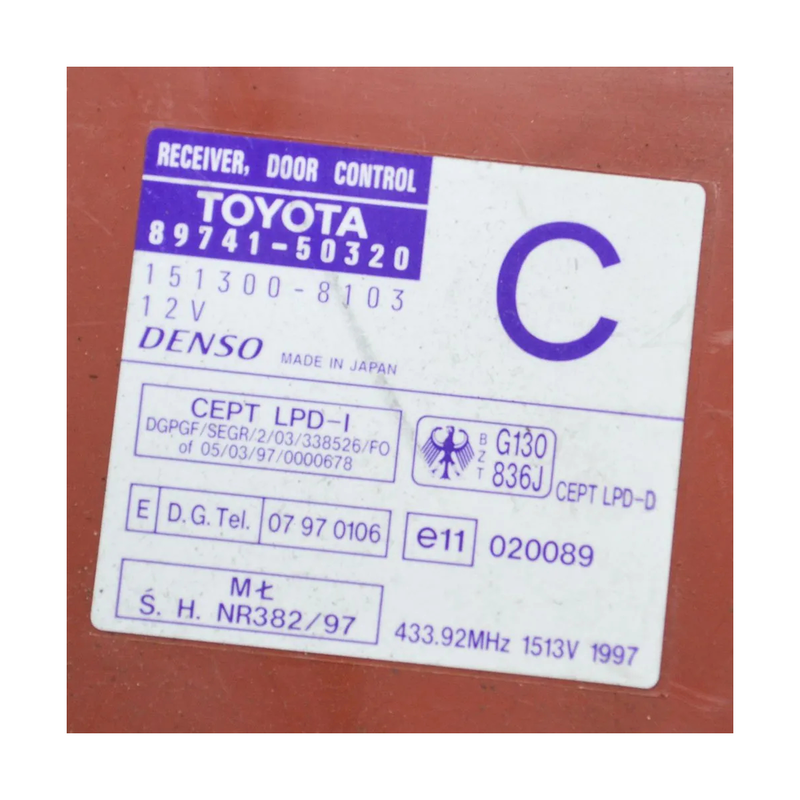 RECEIVER, DOOR CONTROL
TOYOTA
89741-50320
C
151300-8103
12V
DENSO MADE IN JAPAN
CEPT LPD-I
DGPGF/SEGR/2/03/338526/FO
of 05/03/97/0000678
BZT G130
836J
CEPT LPD-D
E D.G.Tel. 07 97 0106
e11 020089
MŁ
Ś. H. NR382/97
433.92MHz 1513V 1997